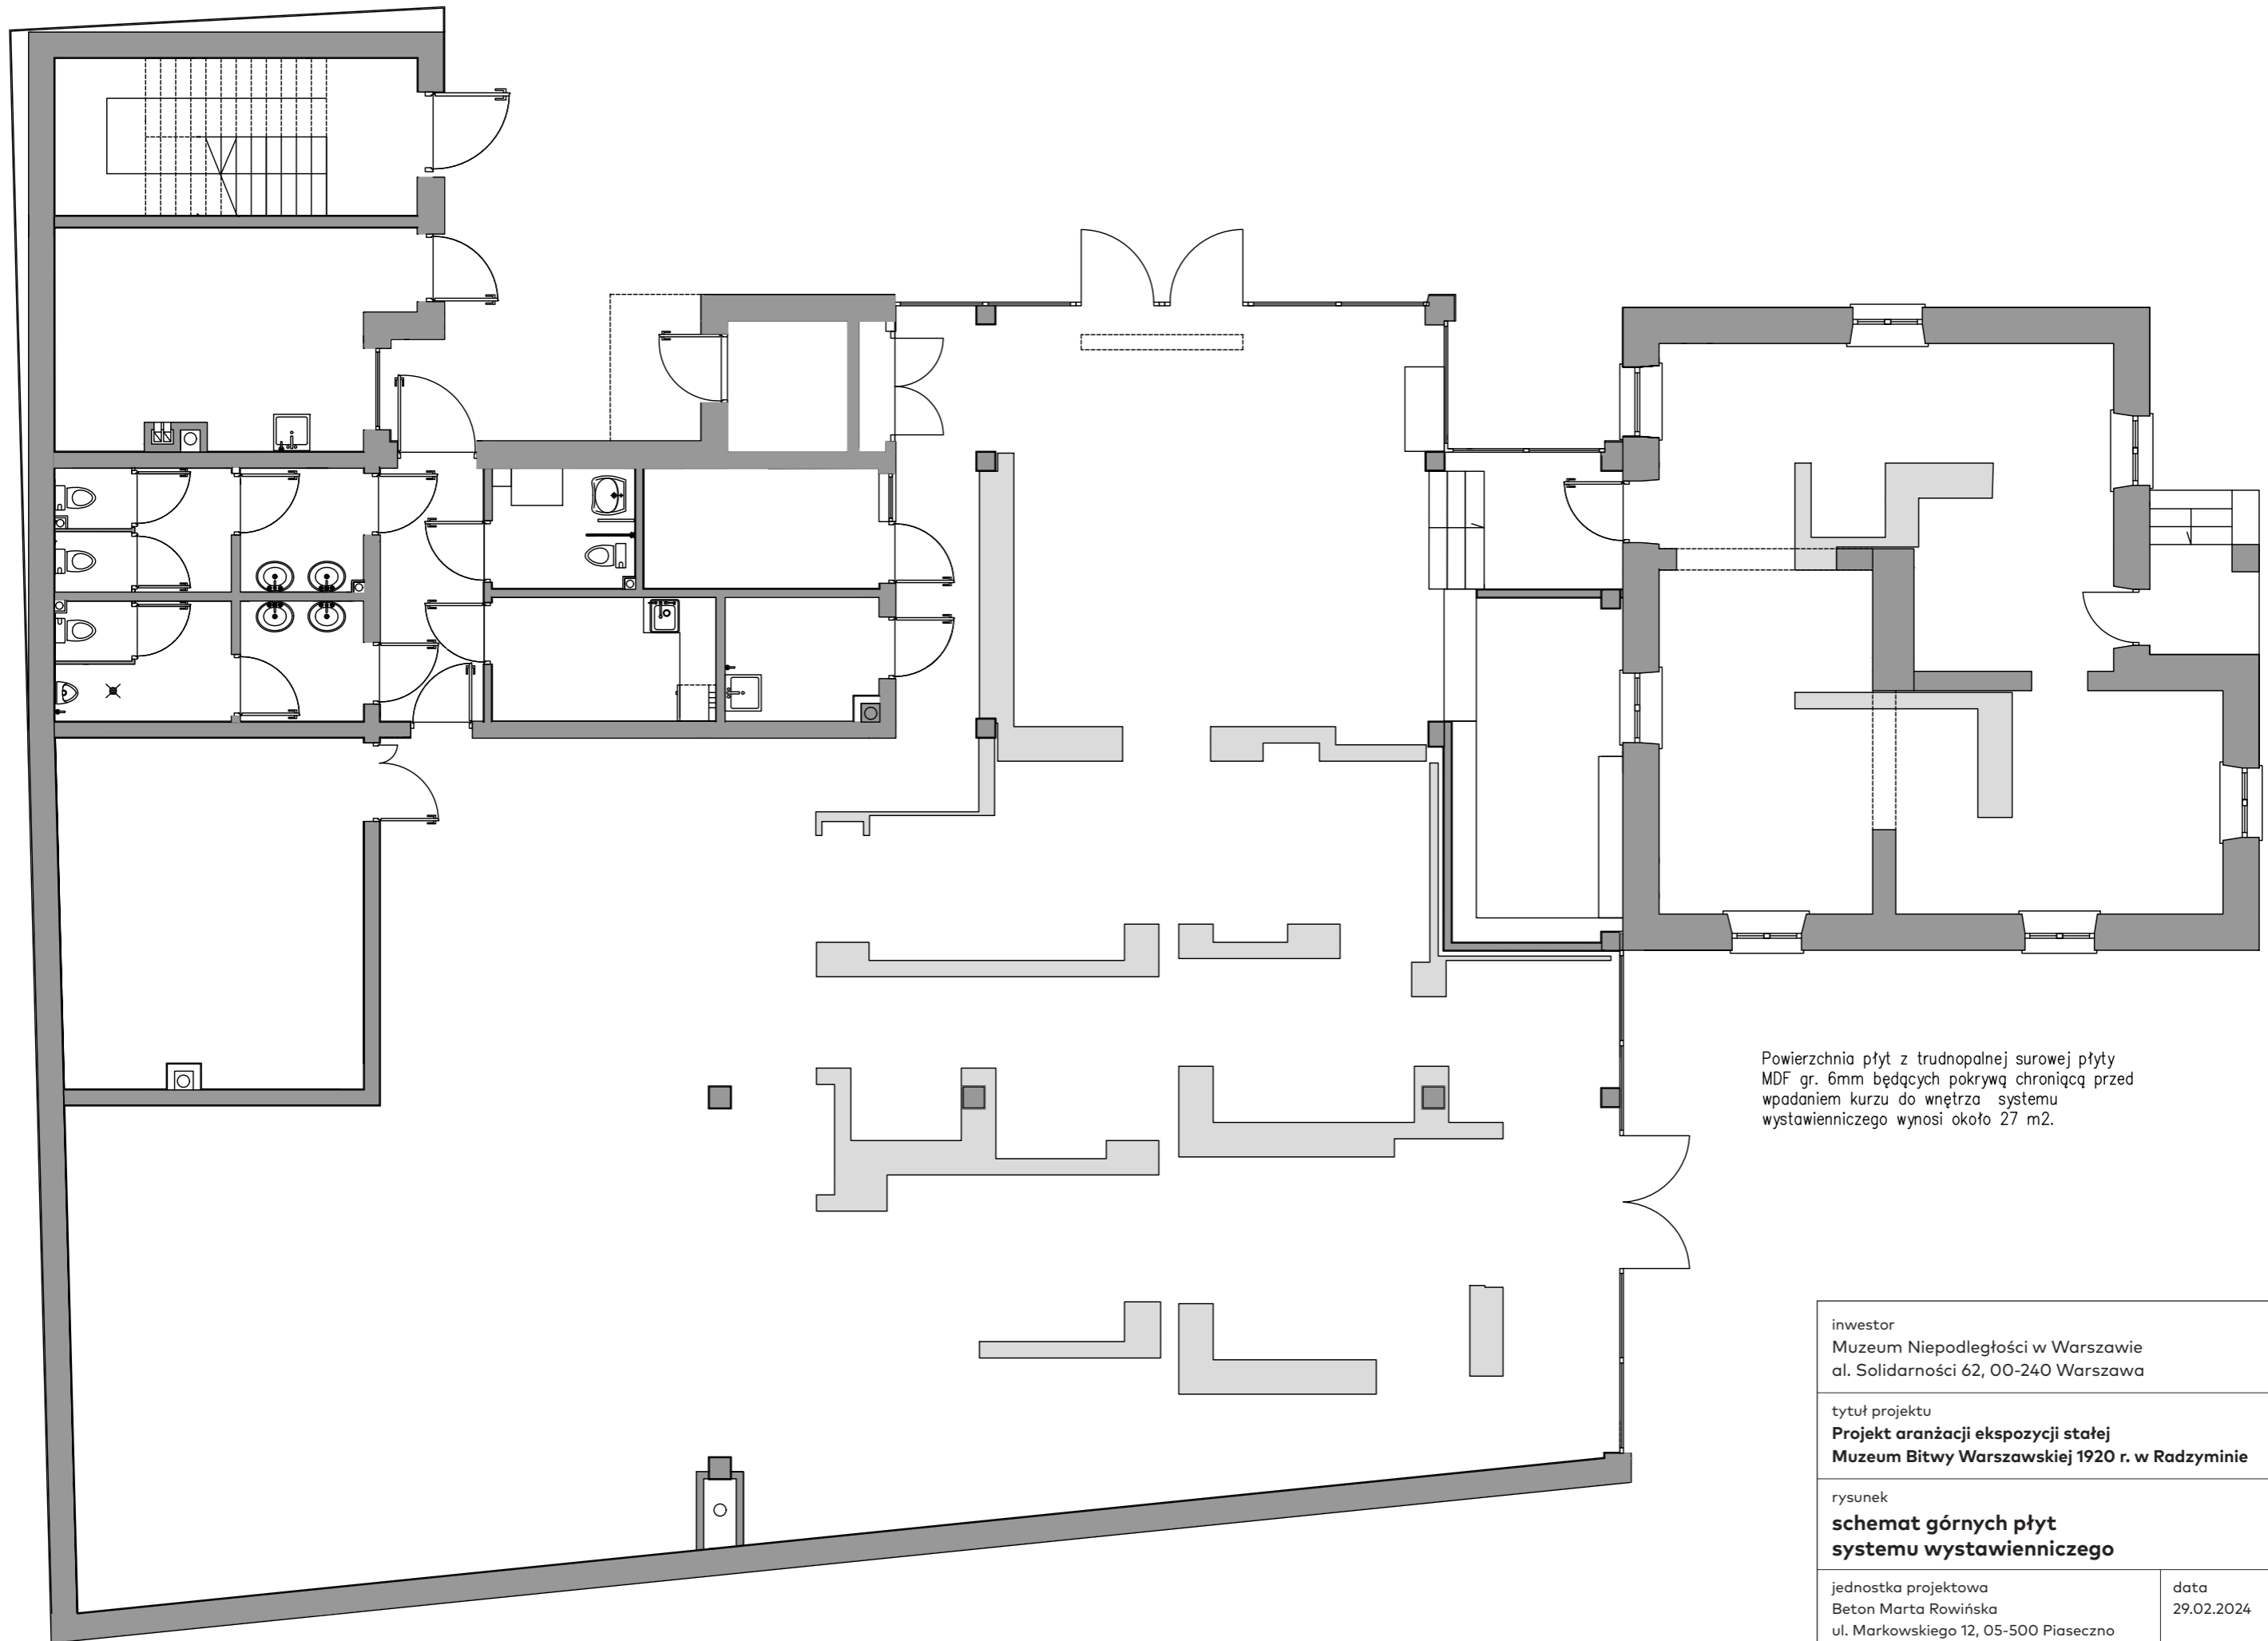 Powierzchnia płyt z trudnopalnej surowej płyty
MDF gr. 6mm będących pokrywą chroniącą przed
wpadaniem kurzu do wnętrza systemu
wystawienniczego wynosi około 27 m2.
inwestor
Muzeum Niepodległości w Warszawie
al. Solidarności 62, 00-240 Warszawa
tytuł projektu
Projekt aranżacji ekspozycji stałej
Muzeum Bitwy Warszawskiej 1920 r. w Radzyminie
rysunek
schemat górnych płyt
systemu wystawienniczego
jednostka projektowa
Beton Marta Rowińska
ul. Markowskiego 12, 05-500 Piaseczno
data
29.02.2024